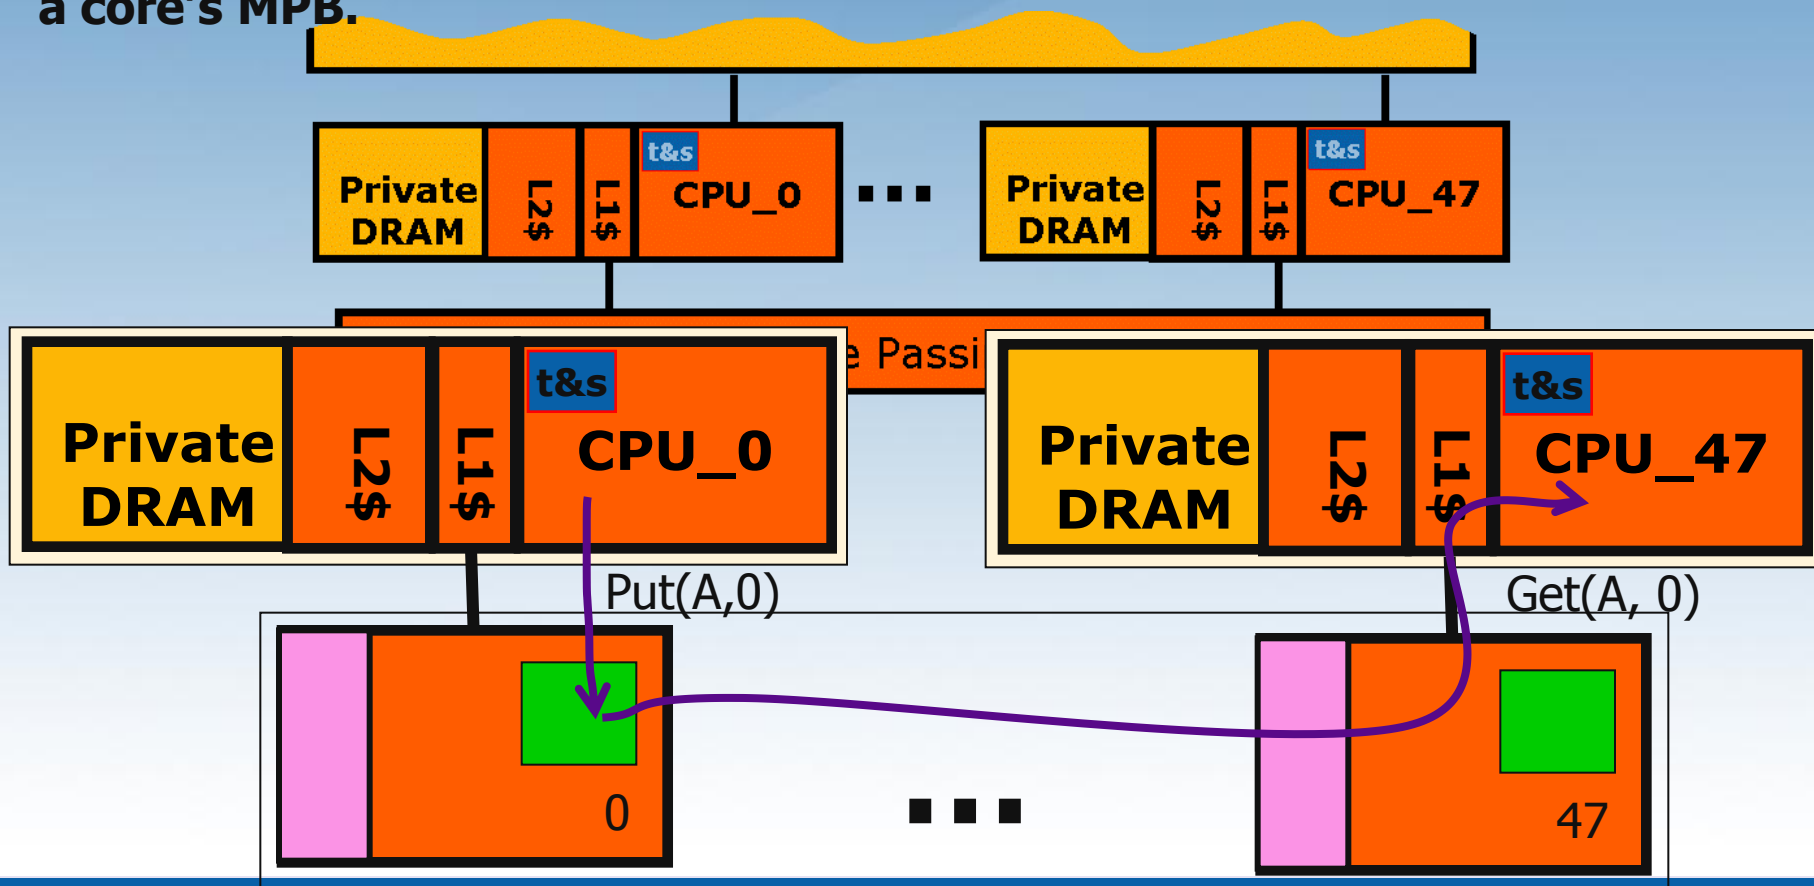 a core's MPB.
t&s
Private
DRAM
L2$
L1$
CPU_0
...
t&s
Private
DRAM
L2$
L1$
CPU_47
e Passi
t&s
Private
DRAM
L2$
L1$
CPU_0
t&s
Private
DRAM
L2$
L1$
CPU_47
Put(A,0)
Get(A, 0)
0
...
47